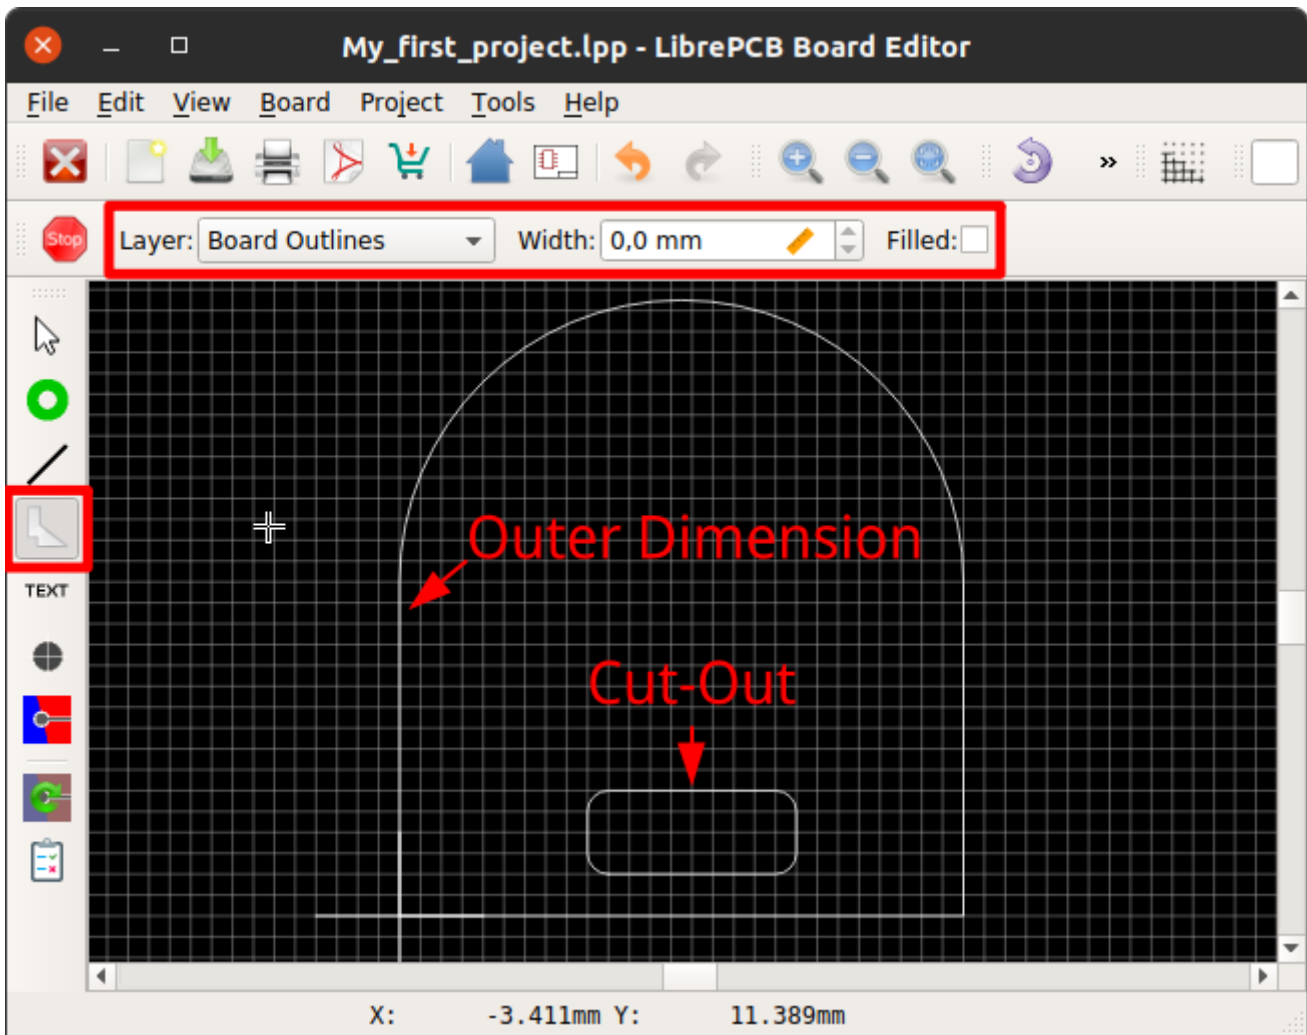 My_first_project.lpp - LibrePCB Board Editor
File Edit View Board Project Tools Help
»
Stop Layer: Board Outlines Width: 0,0 mm Filled:
Outer Dimension
TEXT
Cut-Out
X: -3.411mm Y: 11.389mm